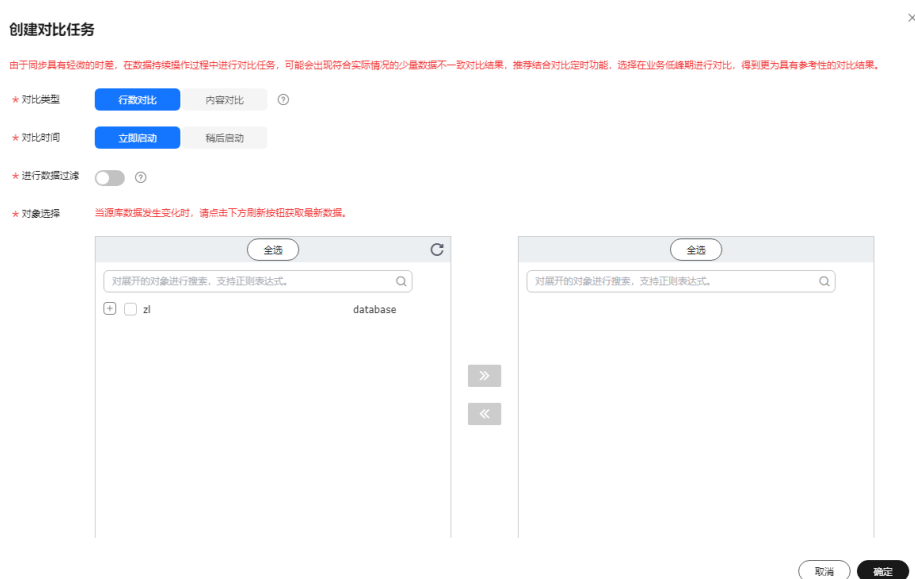 创建对比任务
由于同步具有轻微的时差，在数据持续操作过程中进行对比任务，可能会出现符合实际情况的少量数据不一致对比结果，推荐结合对比定时功能，选择在业务低峰期进行对比，得到更为具有参考性的对比结果。
* 对比类型 行数对比 内容对比
* 对比时间 立即启动 稍后启动
* 进行数据过滤
* 对象选择 当源库数据发生变化时，请点击下方刷新按钮获取最新数据。
全选 全选
对展开的对象进行搜索，支持正则表达式。 对展开的对象进行搜索，支持正则表达式。
zl database
取消 确定